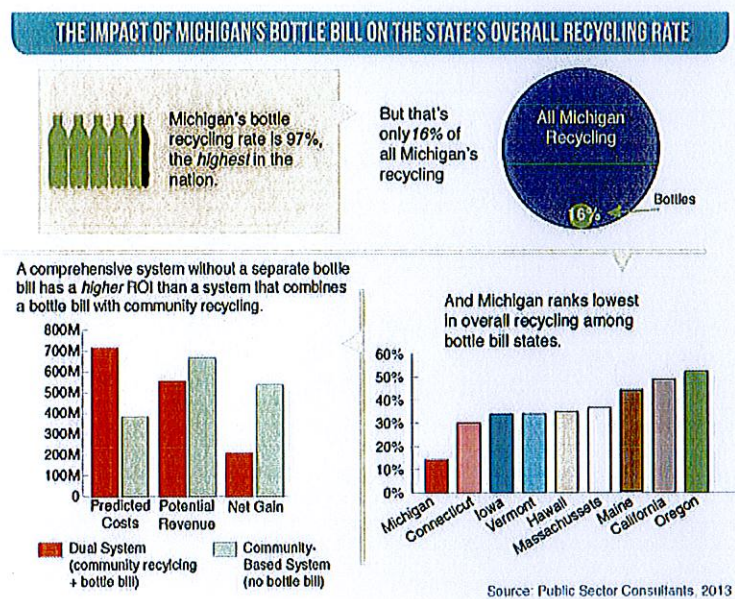 THE IMPACT OF MICHIGAN'S BOTTLE BILL ON THE STATE'S OVERALL RECYCLING RATE
Michigan's bottle
recycling rate is 97%,
the highest in the
nation.
But that's
only 16% of
all Michigan's
recycling
All Michigan
Recycling
16%
Bottles
A comprehensive system without a separate bottle
bill has a higher ROI than a system that combines
a bottle bill with community recycling.
800M
700M
600M
500M
400M
300M
200M
100M
0
Predicted
Costs
Potential
Revenue
Net Gain
Dual System
(community recylcing
+ bottle bill)
Community-
Based System
(no bottle bill)
And Michigan ranks lowest
in overall recycling among
bottle bill states.
60%
50%
40%
30%
20%
10%
0%
Michigan
Connecticut
Iowa
Vermont
Hawaii
Massachussets
Maine
California
Oregon
Source: Public Sector Consultants, 2013